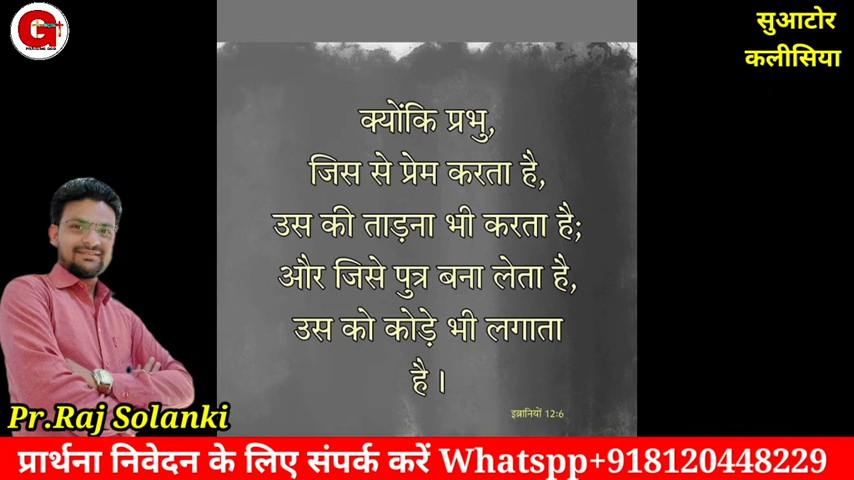 G
सुआटोर
कलीसिया
क्योंकि प्रभु,
जिस से प्रेम करता है,
उस की ताड़ना भी करता है;
और जिसे पुत्र बना लेता है,
उस को कोड़े भी लगाता
है।
इब्रानियों 12:6
Pr.Raj Solanki
प्रार्थना निवेदन के लिए संपर्क करें Whatspp+918120448229